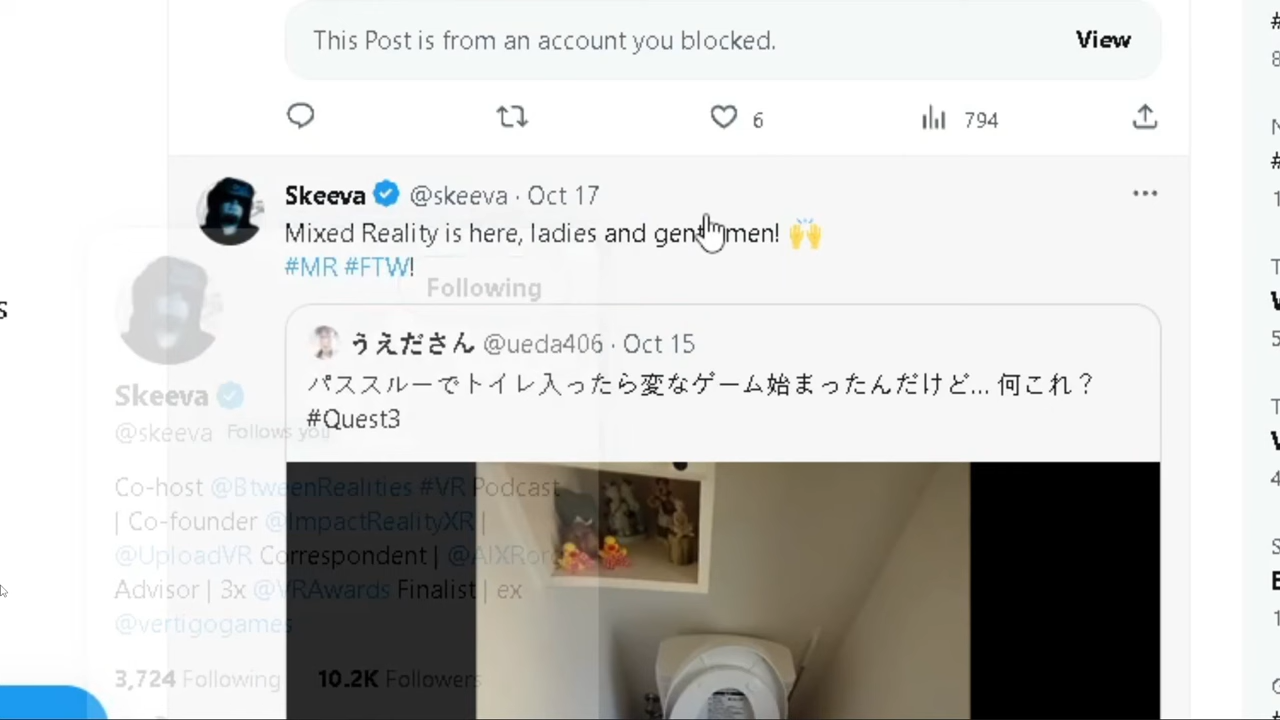 This Post is from an account you blocked.
View
6
794
Skeeva @skeeva · Oct 17
Mixed Reality is here, ladies and gentlemen! 🙌
#MR #FTW!
Following
うえださん @ueda406 · Oct 15
パススルーでトイレ入ったら変なゲーム始まったんだけど... 何これ？
#Quest3
Skeeva
@skeeva Follows you
Co-host @BtweenRealities #VR Podcast
| Co-founder @ImpactRealityXR |
@UploadVR Correspondent | @AIXRorg
Advisor | 3x @VRAwards Finalist | ex
@vertigogames
3,724 Following 10.2K Followers